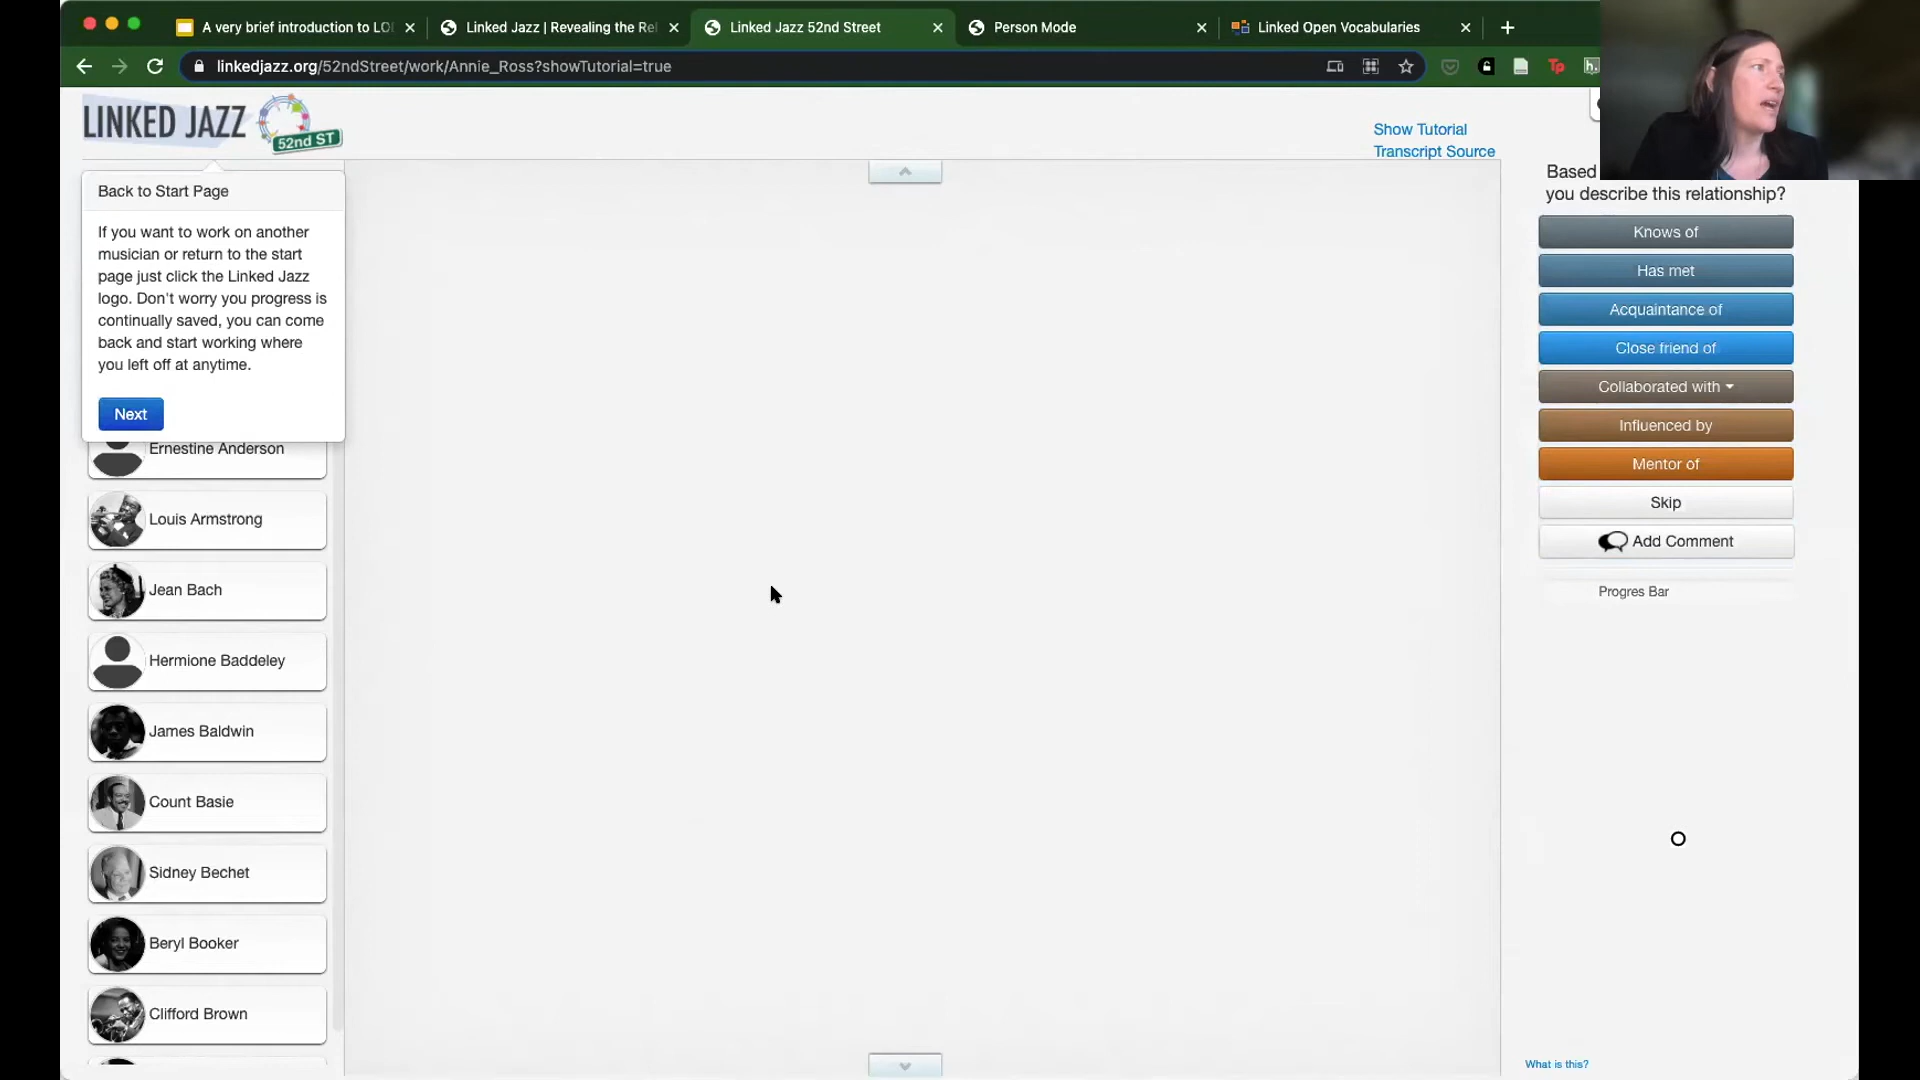 A very brief introduction to LO
Linked Jazz | Revealing the Re
Linked Jazz 52nd Street
Person Mode
Linked Open Vocabularies
linkedjazz.org/52ndStreet/work/Annie_Ross?showTutorial=true
Tp
h.
LINKED JAZZ
52nd ST
Show Tutorial
Transcript Source
Back to Start Page
If you want to work on another
musician or return to the start
page just click the Linked Jazz
logo. Don't worry you progress is
continually saved, you can come
back and start working where
you left off at anytime.
Next
Ernestine Anderson
Louis Armstrong
Jean Bach
Hermione Baddeley
James Baldwin
Count Basie
Sidney Bechet
Beryl Booker
Clifford Brown
Based
you describe this relationship?
Knows of
Has met
Acquaintance of
Close friend of
Collaborated with
Influenced by
Mentor of
Skip
Add Comment
Progres Bar
What is this?